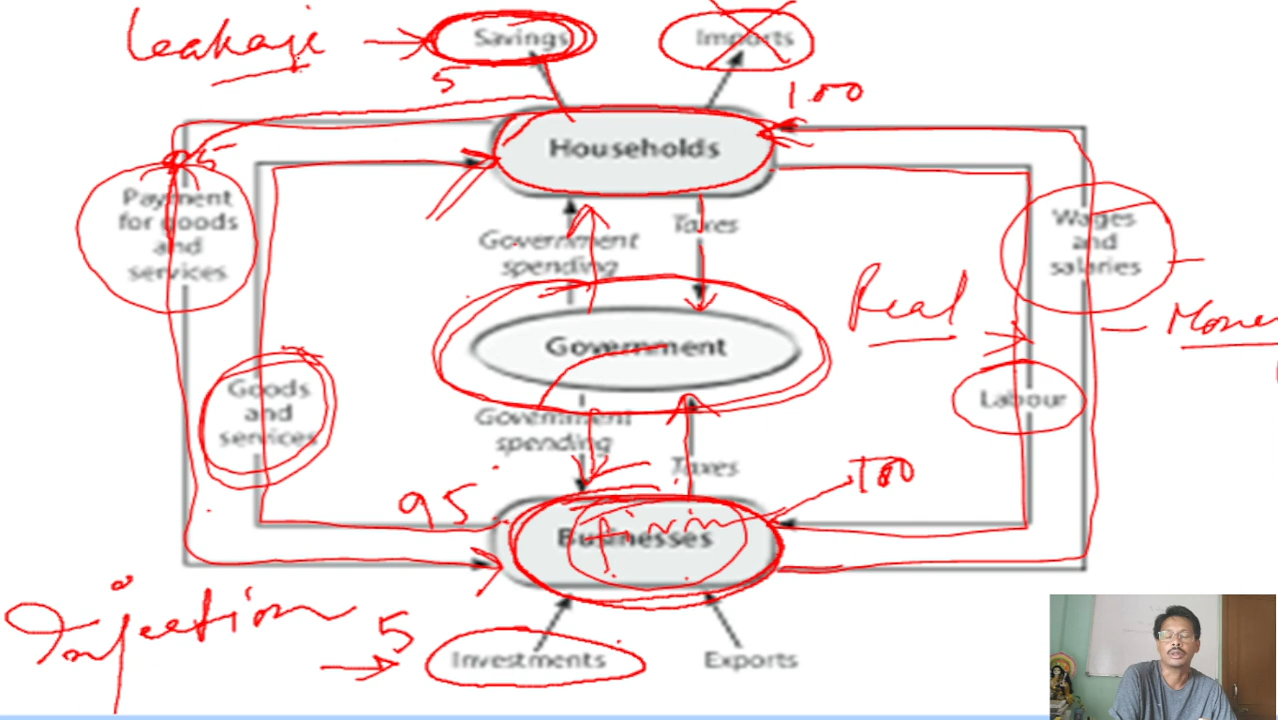 Leakage
Savings
Imports
5
100
Households
95
Payment
for goods
and
services
Government
spending
Taxes
Wages
and
salaries
Real
Money
Government
Goods
and
services
Labour
Government
spending
Taxes
95
100
Businesses
Firm
Injection
5
Investments
Exports